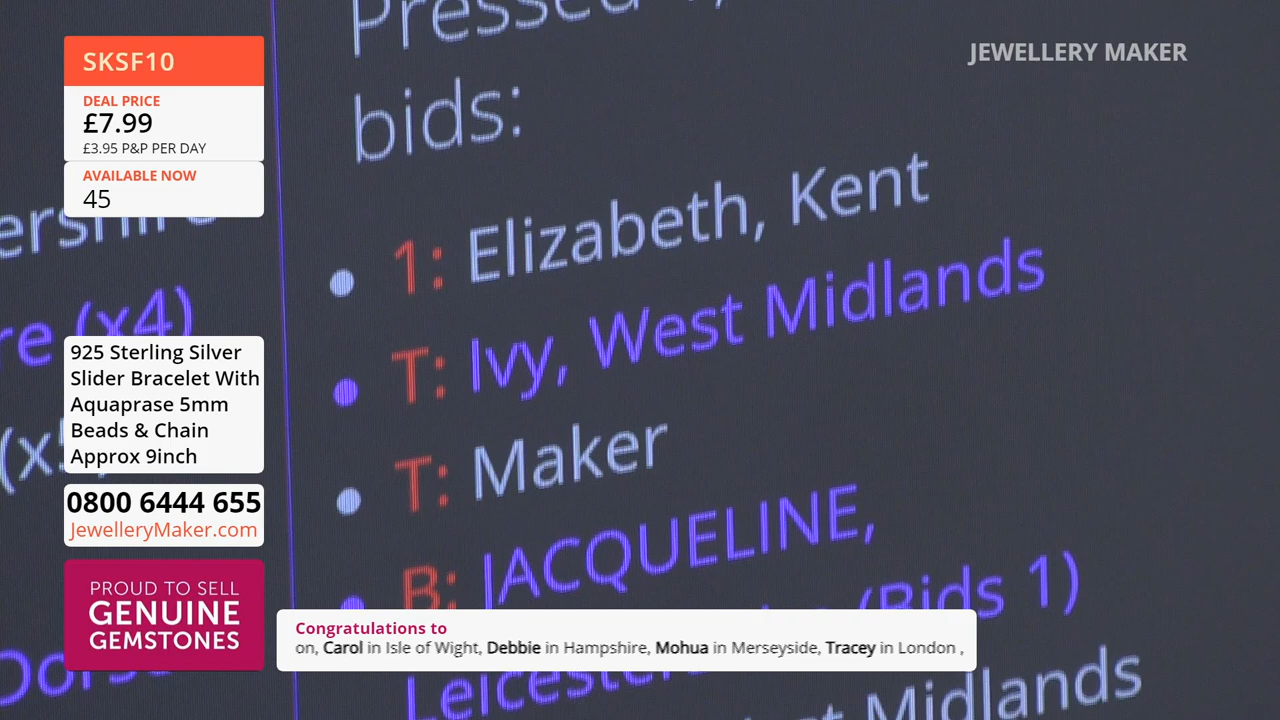 SKSF10
DEAL PRICE
£7.99
£3.95 P&P PER DAY
AVAILABLE NOW
45
925 Sterling Silver
Slider Bracelet With
Aquaprase 5mm
Beads & Chain
Approx 9inch
0800 6444 655
JewelleryMaker.com
PROUD TO SELL
GENUINE
GEMSTONES
JEWELLERY MAKER
Pressed
bids:
1: Elizabeth, Kent
T: Ivy, West Midlands
T: Maker
B: JACQUELINE,
(Bids 1)
Midlands
(x4)
Congratulations to
on, Carol in Isle of Wight, Debbie in Hampshire, Mohua in Merseyside, Tracey in London ,